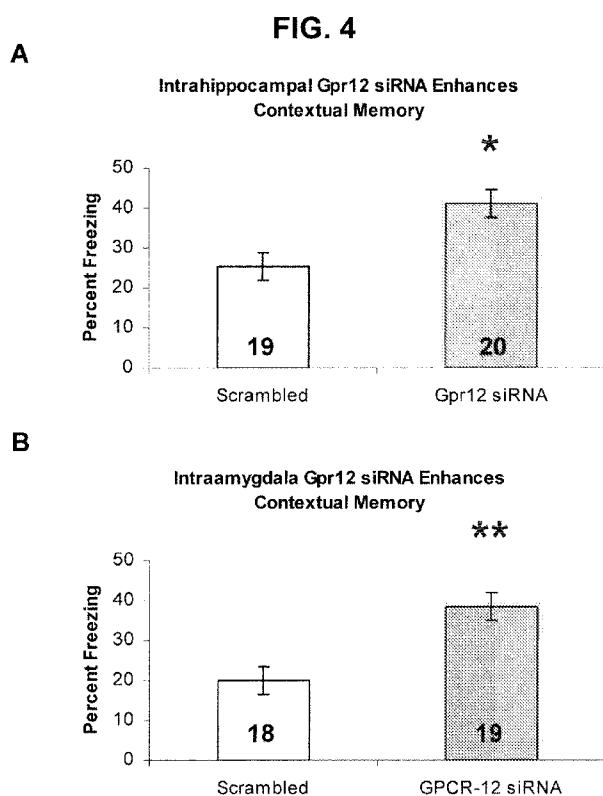 FIG. 4
A
Intrahippocampal Gpr12 siRNA Enhances
Contextual Memory
*
50
40
30
20
10
0
Percent Freezing
19
20
Scrambled
Gpr12 siRNA
B
Intraamygdala Gpr12 siRNA Enhances
Contextual Memory
**
50
40
30
20
10
0
Percent Freezing
18
19
Scrambled
GPCR-12 siRNA